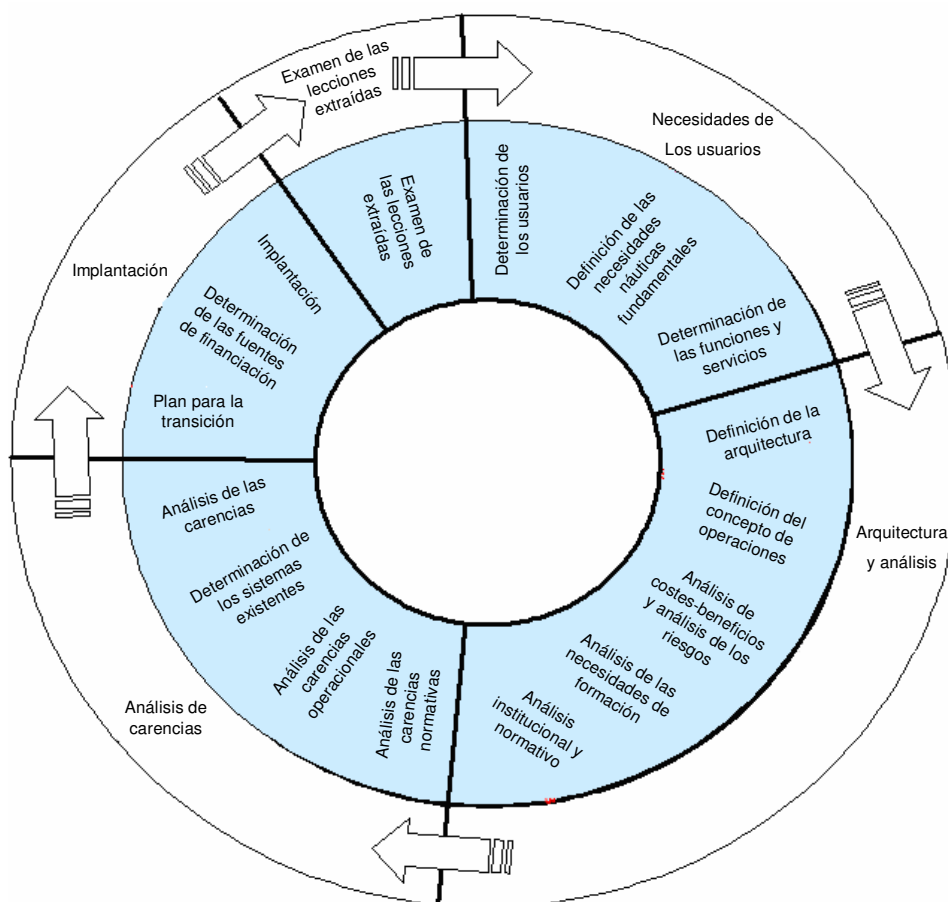 Examen de las
lecciones
extraídas
Necesidades de
Los usuarios
Arquitectura
y análisis
Análisis de
carencias
Implantación
Examen de
las lecciones
extraídas
Determinación de
los usuarios
Definición de las
necesidades
náuticas
fundamentales
Determinación de
las funciones y
servicios
Definición de la
arquitectura
Definición del
concepto de
operaciones
Análisis de
costes-beneficios
y análisis de los
riesgos
Análisis de las
necesidades de
formación
Análisis
institucional y
normativo
Análisis de las
carencias
normativas
Análisis de las
carencias
operacionales
Determinación de
los sistemas
existentes
Análisis de las
carencias
Plan para la
transición
Determinación
de las fuentes
de financiación
Implantación